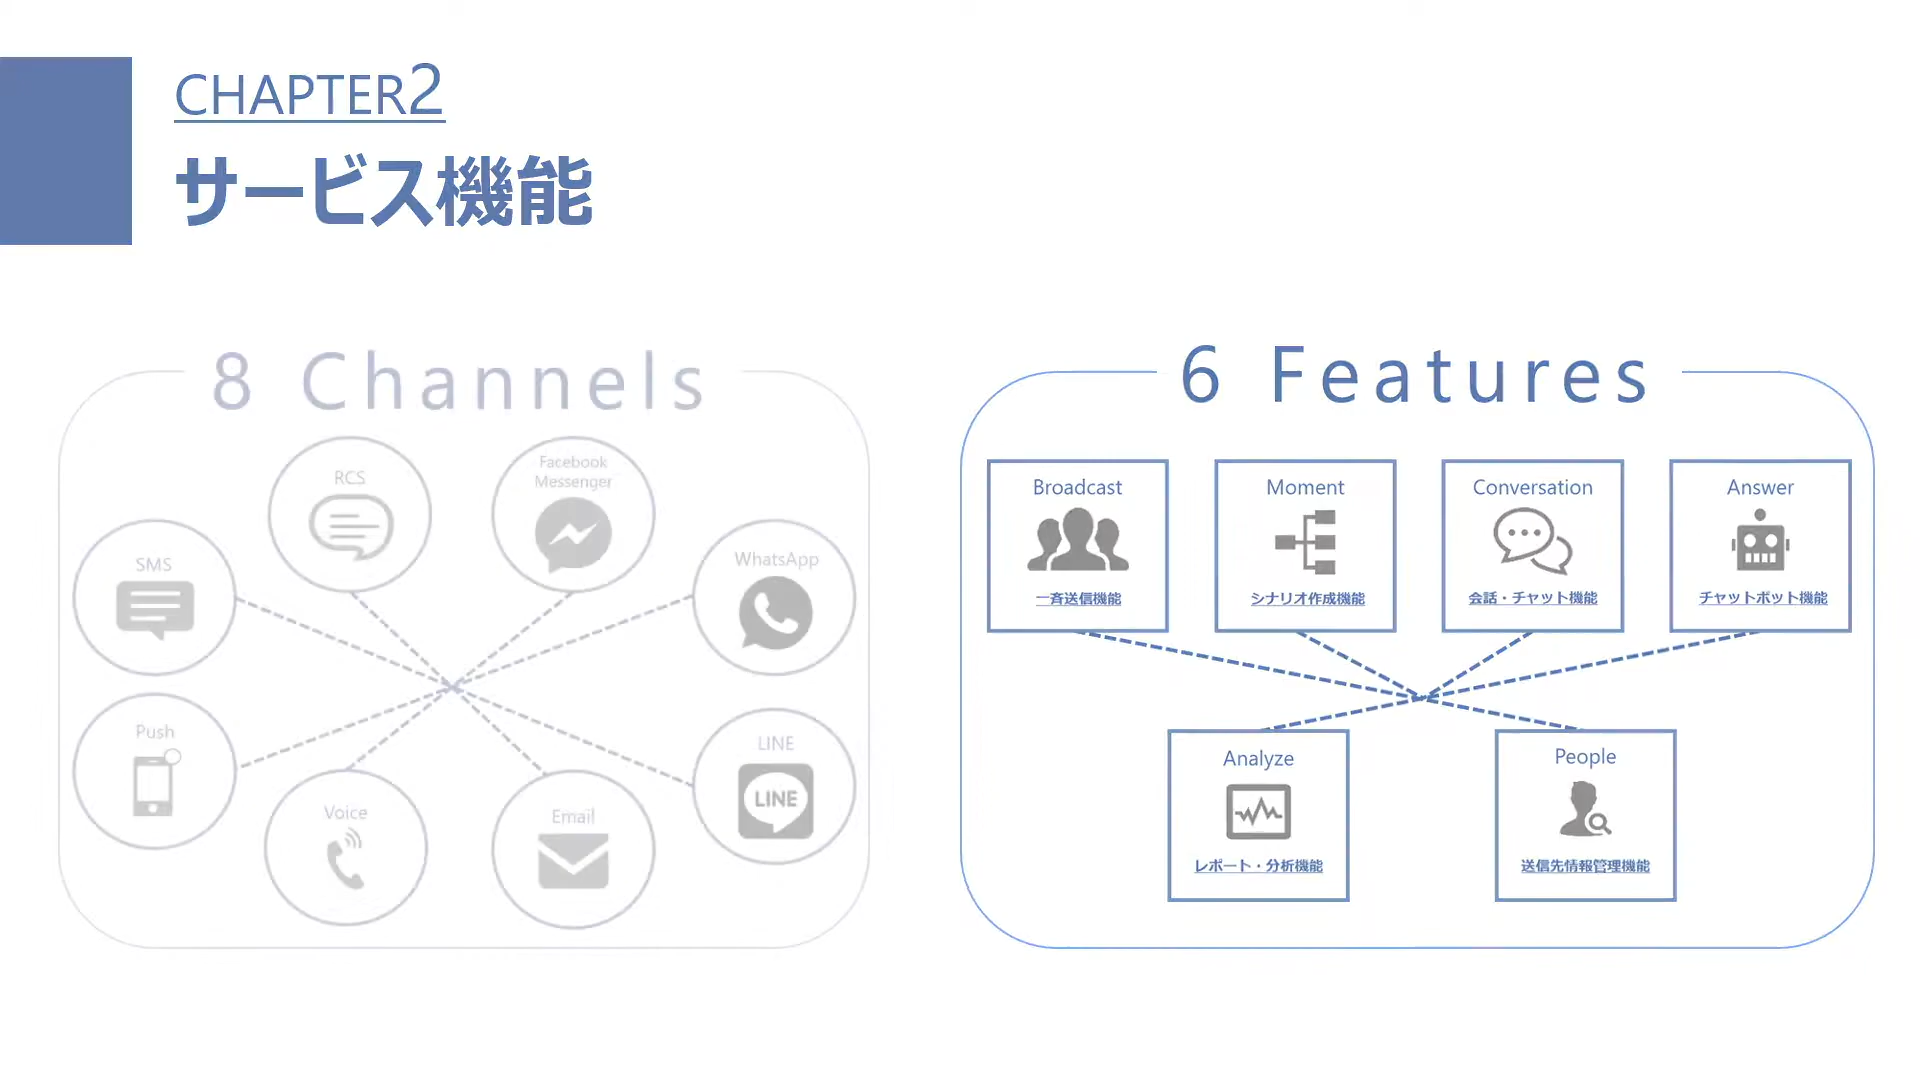 CHAPTER2
サービス機能
8 Channels
RCS
Facebook
Messenger
SMS
WhatsApp
Push
LINE
LINE
Voice
Email
6 Features
Broadcast
一斉送信機能
Moment
シナリオ作成機能
Conversation
会話・チャット機能
Answer
チャットボット機能
Analyze
レポート・分析機能
People
送信先情報管理機能